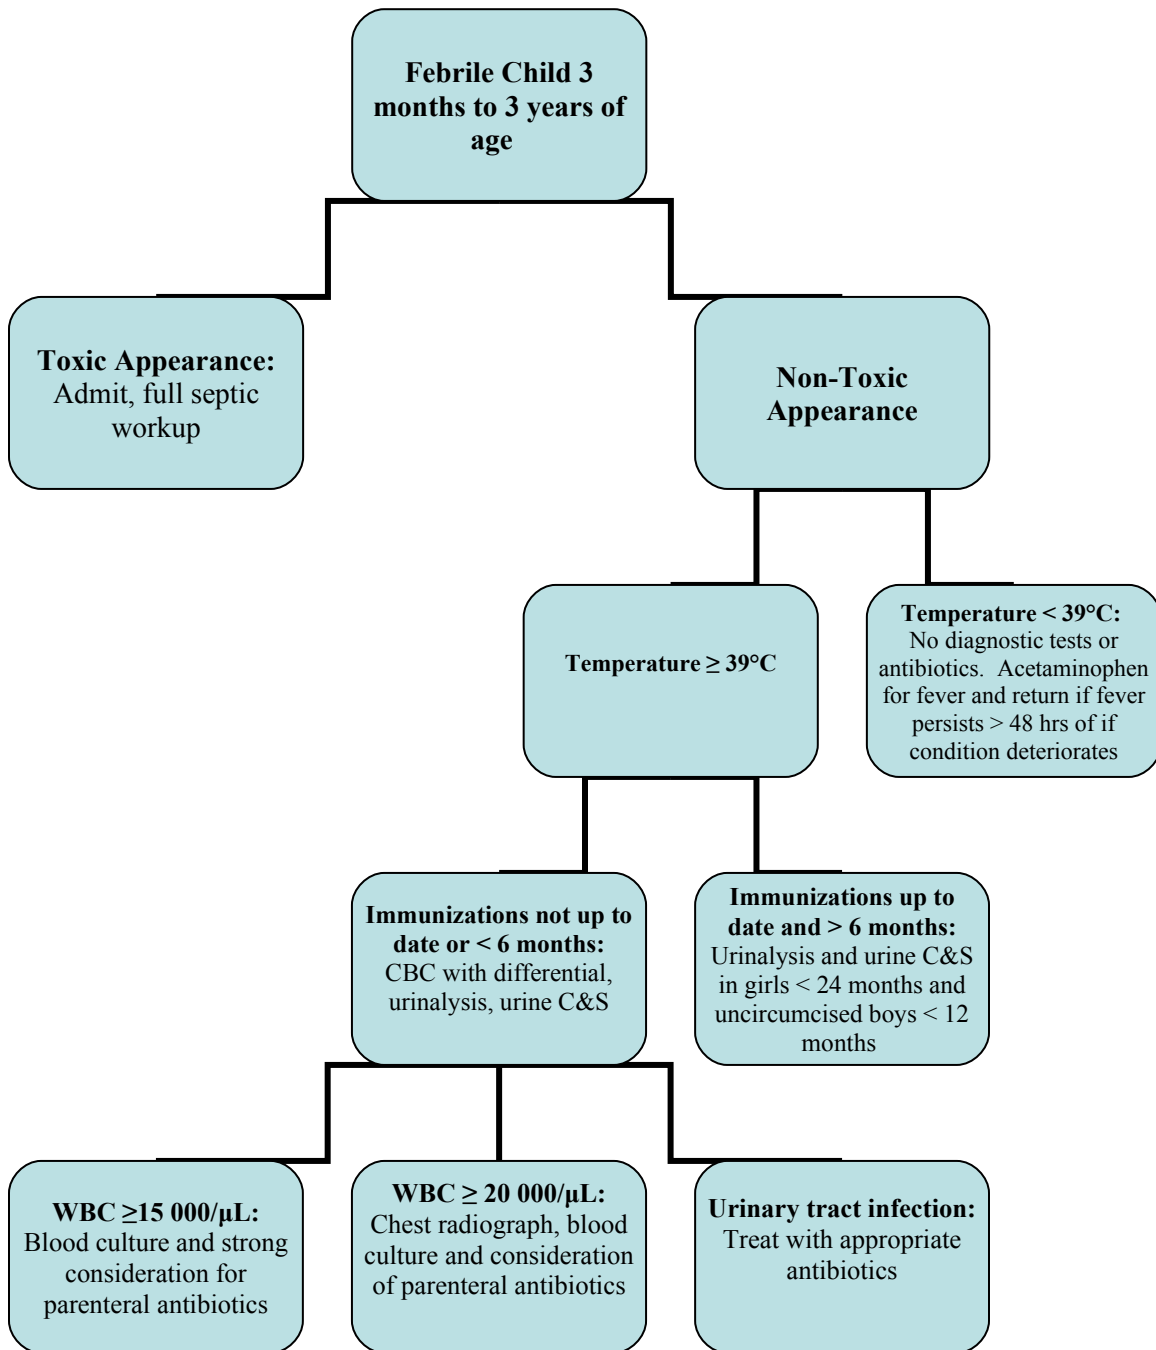 Febrile Child 3
months to 3 years of
age
Toxic Appearance:
Admit, full septic
workup
Non-Toxic
Appearance
Temperature ≥ 39°C
Temperature < 39°C:
No diagnostic tests or
antibiotics. Acetaminophen
for fever and return if fever
persists > 48 hrs of if
condition deteriorates
Immunizations not up to
date or < 6 months:
CBC with differential,
urinalysis, urine C&S
Immunizations up to
date and > 6 months:
Urinalysis and urine C&S
in girls < 24 months and
uncircumcised boys < 12
months
WBC ≥15 000/µL:
Blood culture and strong
consideration for
parenteral antibiotics
WBC ≥ 20 000/µL:
Chest radiograph, blood
culture and consideration
of parenteral antibiotics
Urinary tract infection:
Treat with appropriate
antibiotics